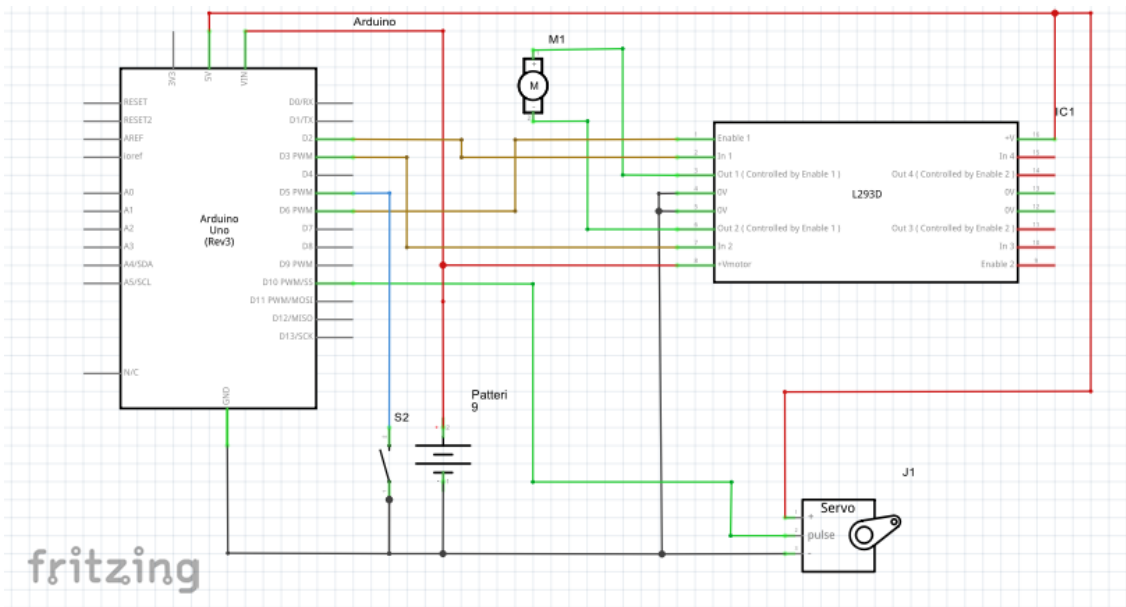 Arduino
M1
3V3
5V
VIN
RESET
RESET2
AREF
Ioref
A0
A1
A2
A3
A4/SDA
A5/SCL
N/C
Arduino
Uno
(Rev3)
D0/RX
D1/TX
D2
D3 PWM
D4
D5 PWM
D6 PWM
D7
D8
D9 PWM
D10 PWM/SS
D11 PWM/MOSI
D12/MISO
D13/SCK
GND
M
IC1
1
2
Enable 1
In 1
Out 1 ( Controlled by Enable 1 )
0V
0V
Out 2 ( Controlled by Enable 1 )
In 2
+Vmotor
L293D
+V
In 4
Out 4 ( Controlled by Enable 2 )
0V
0V
Out 3 ( Controlled by Enable 2 )
In 3
Enable 2
Patteri
9
S2
J1
Servo
+
pulse
-
fritzing